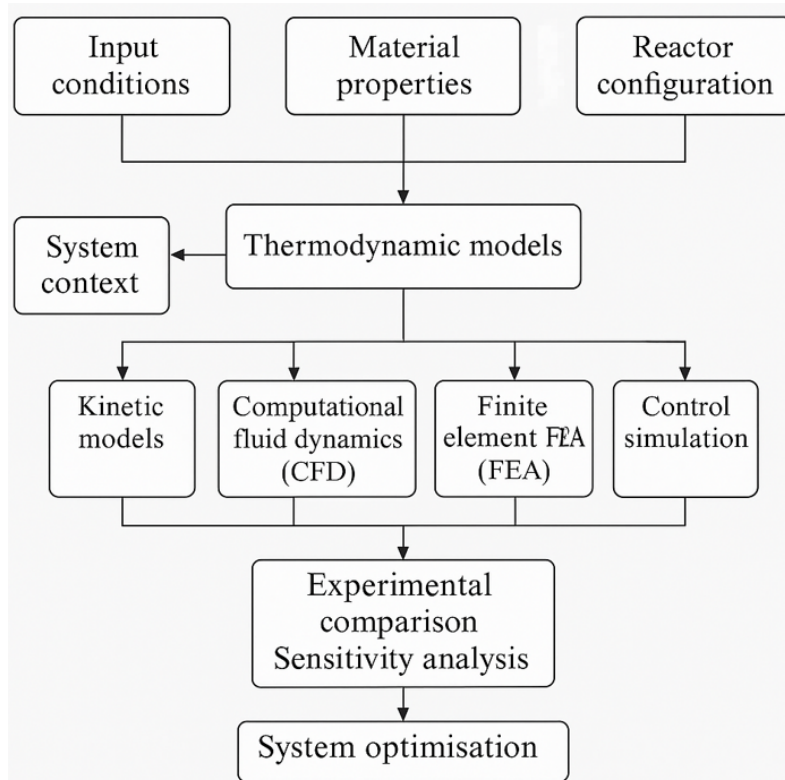 Input
conditions
Material
properties
Reactor
configuration
Thermodynamic models
System
context
Kinetic
models
Computational
fluid dynamics
(CFD)
Finite
element
(FEA)
Control
simulation
Experimental
comparison
Sensitivity analysis
System optimisation